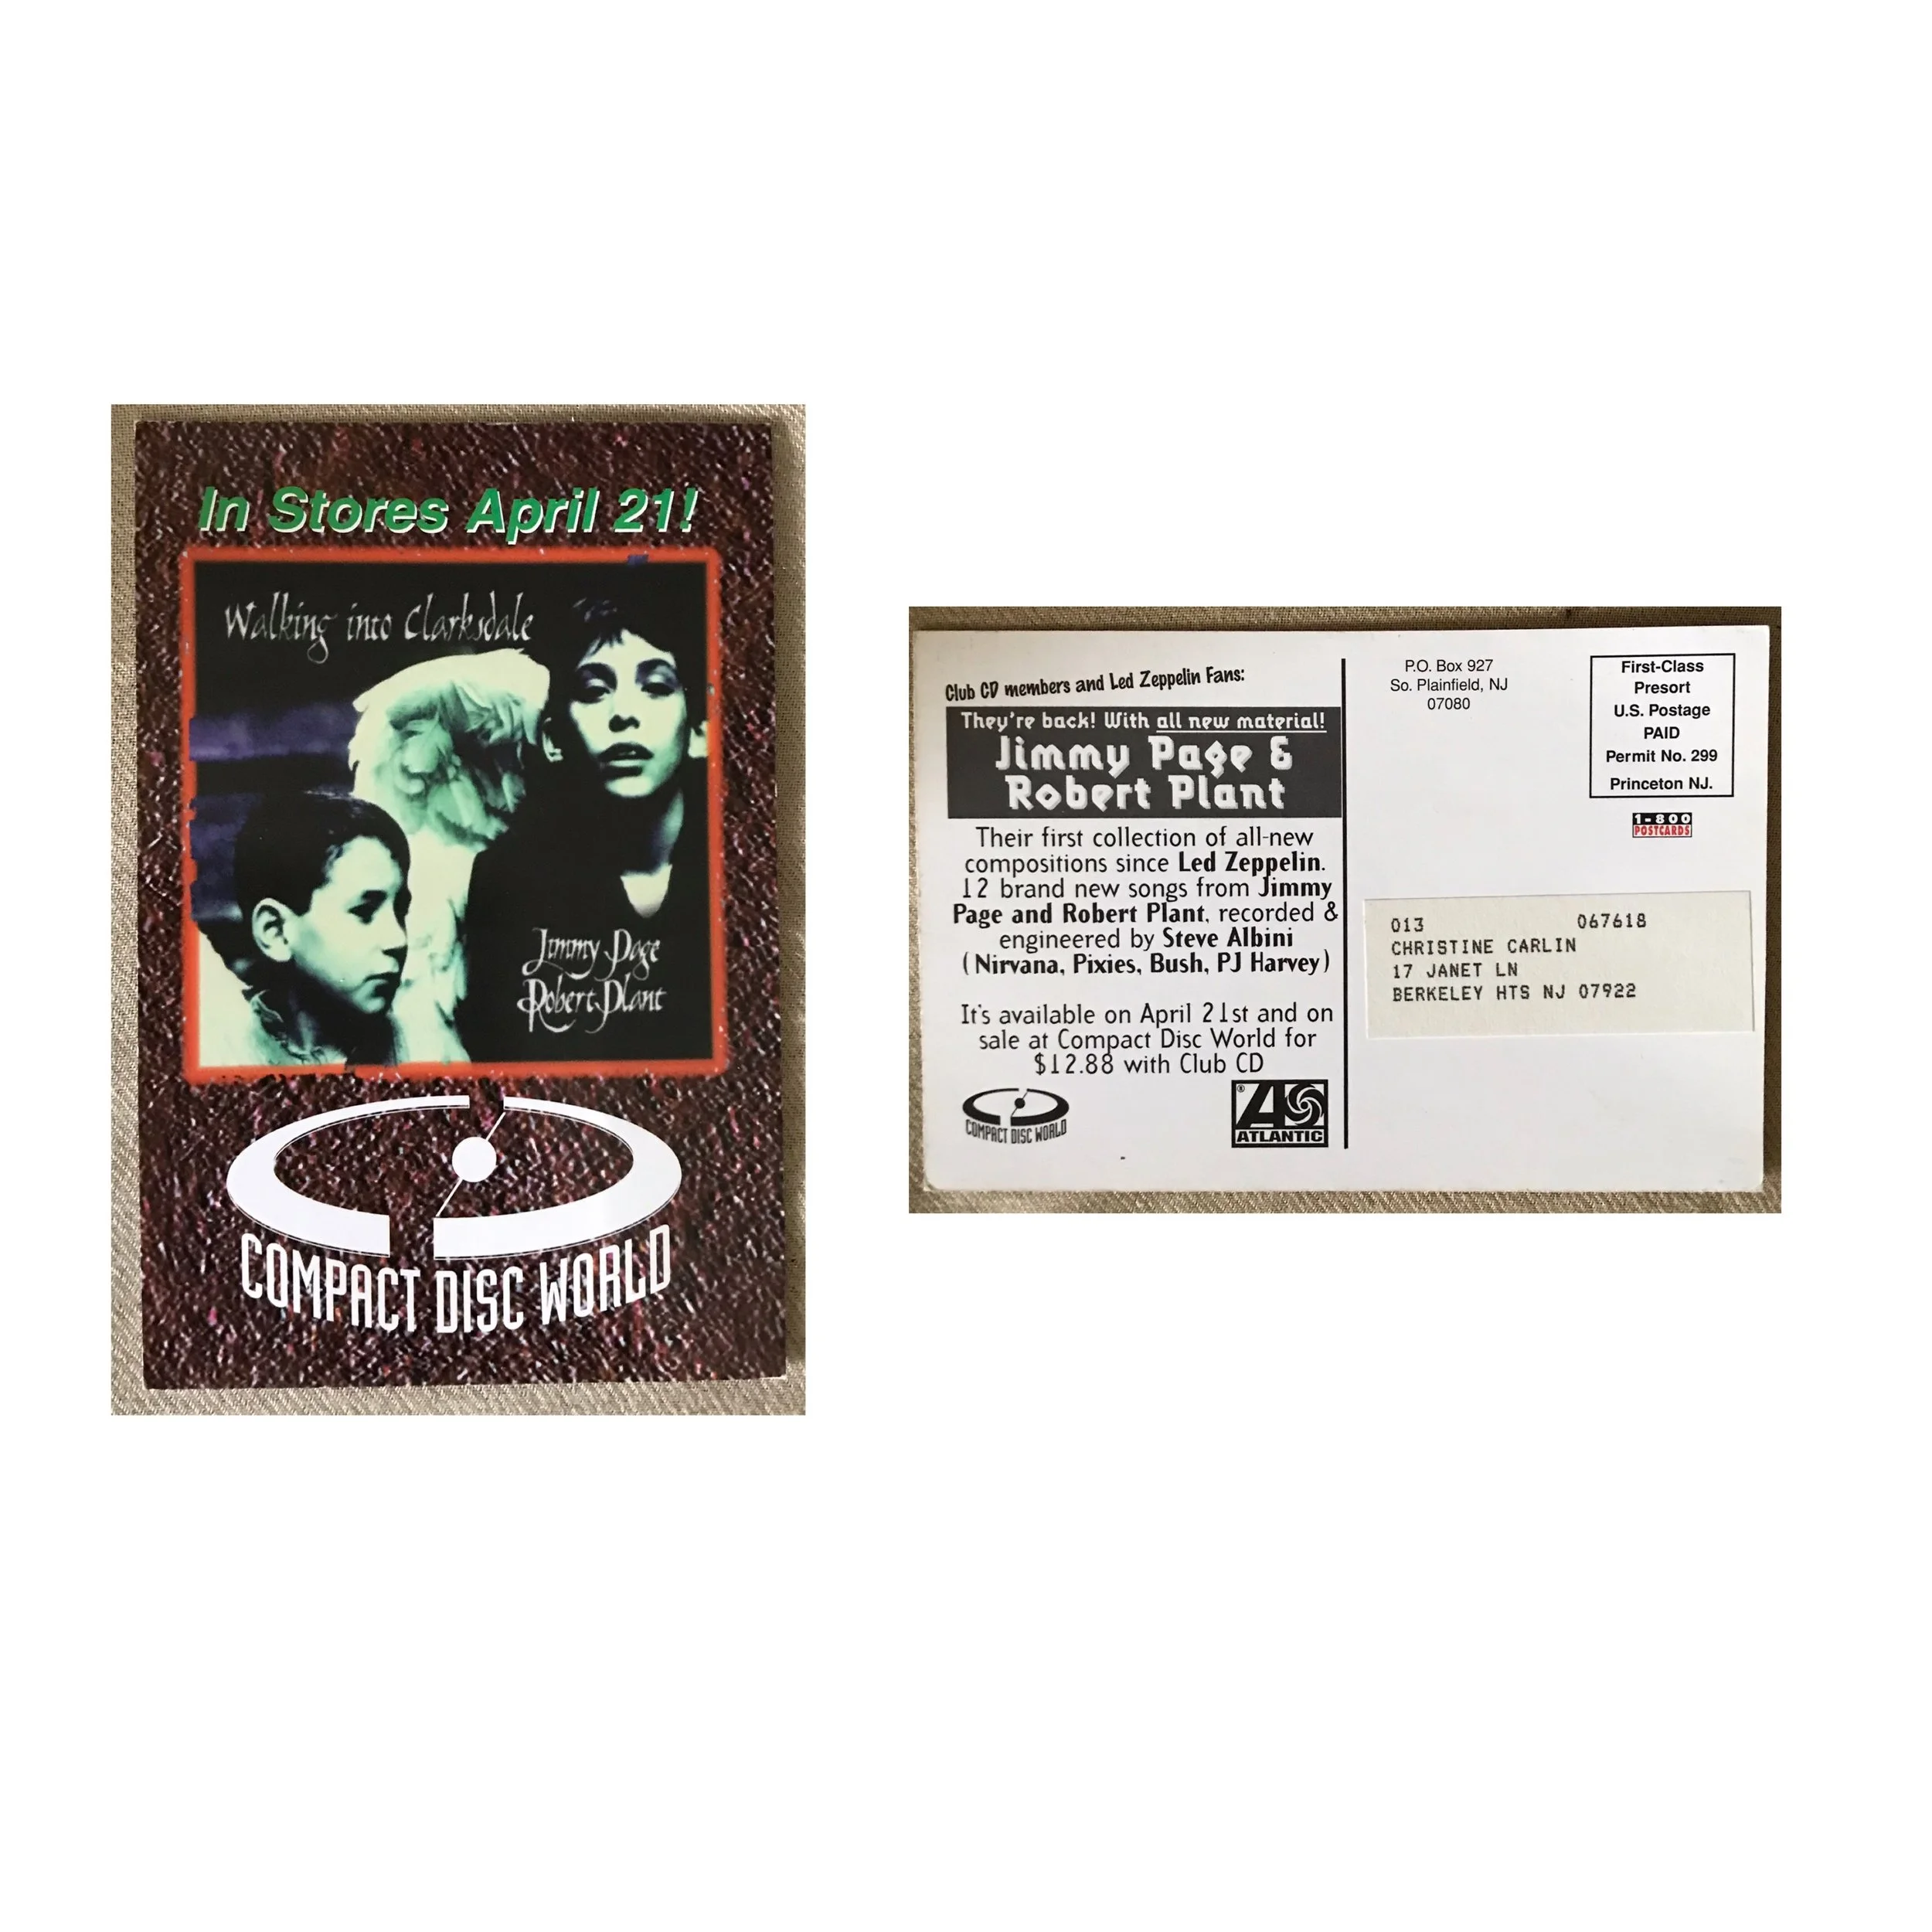 In Stores April 21!
Walking into Clarksdale
Jimmy Page
Robert Plant
COMPACT DISC WORLD
Club CD members and Led Zeppelin Fans:
They're back! With all new material!
Jimmy Page &
Robert Plant
Their first collection of all-new
compositions since Led Zeppelin.
12 brand new songs from Jimmy
Page and Robert Plant, recorded &
engineered by Steve Albini
(Nirvana, Pixies, Bush, PJ Harvey)
It's available on April 21st and on
sale at Compact Disc World for
$12.88 with Club CD
COMPACT DISC WORLD
® A
ATLANTIC
P.O. Box 927
So. Plainfield, NJ
07080
First-Class
Presort
U.S. Postage
PAID
Permit No. 299
Princeton NJ.
1-800
POSTCARDS
013 067618
CHRISTINE CARLIN
17 JANET LN
BERKELEY HTS NJ 07922